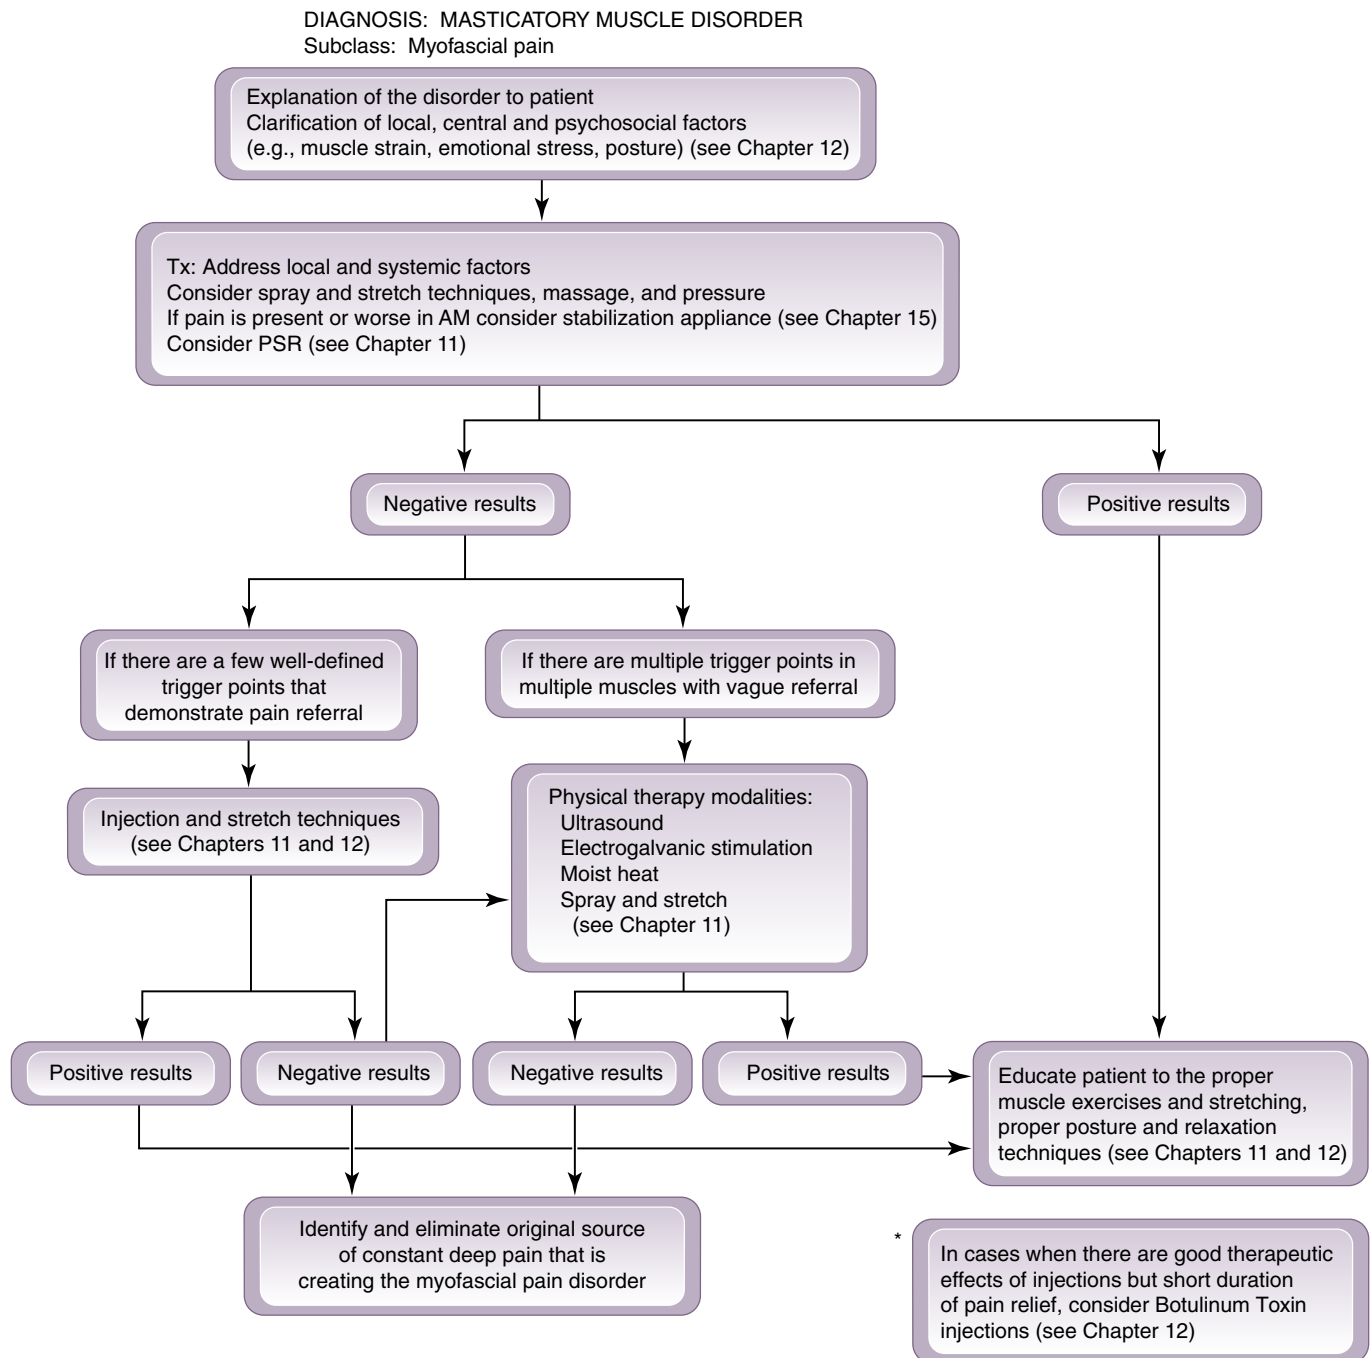 DIAGNOSIS: MASTICATORY MUSCLE DISORDER
Subclass: Myofascial pain
Explanation of the disorder to patient
Clarification of local, central and psychosocial factors
(e.g., muscle strain, emotional stress, posture) (see Chapter 12)
Tx: Address local and systemic factors
Consider spray and stretch techniques, massage, and pressure
If pain is present or worse in AM consider stabilization appliance (see Chapter 15)
Consider PSR (see Chapter 11)
Negative results
Positive results
If there are a few well-defined
trigger points that
demonstrate pain referral
If there are multiple trigger points in
multiple muscles with vague referral
Injection and stretch techniques
(see Chapters 11 and 12)
Physical therapy modalities:
Ultrasound
Electrogalvanic stimulation
Moist heat
Spray and stretch
(see Chapter 11)
Positive results
Negative results
Negative results
Positive results
Educate patient to the proper
muscle exercises and stretching,
proper posture and relaxation
techniques (see Chapters 11 and 12)
Identify and eliminate original source
of constant deep pain that is
creating the myofascial pain disorder
*
In cases when there are good therapeutic
effects of injections but short duration
of pain relief, consider Botulinum Toxin
injections (see Chapter 12)